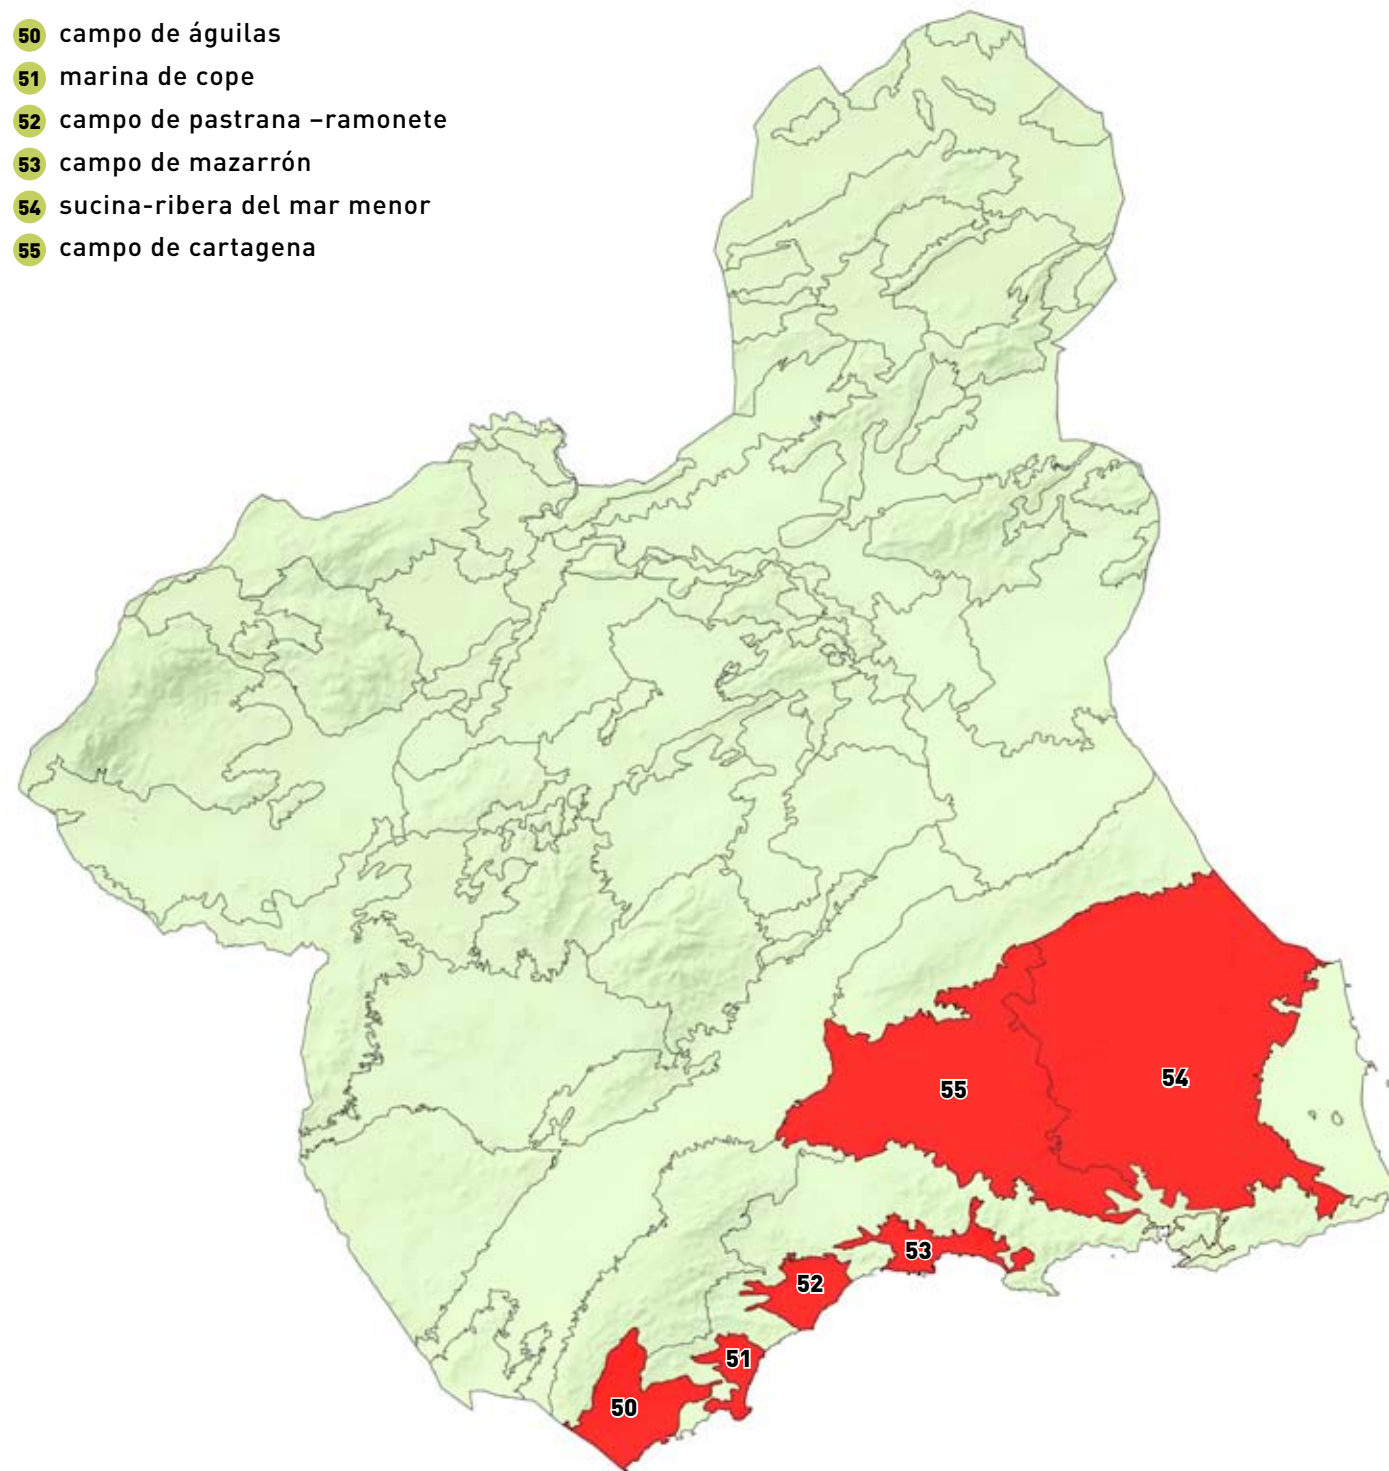 50 campo de águilas
51 marina de cope
52 campo de pastrana –ramonete
53 campo de mazarrón
54 sucina-ribera del mar menor
55 campo de cartagena
54
55
53
52
51
50